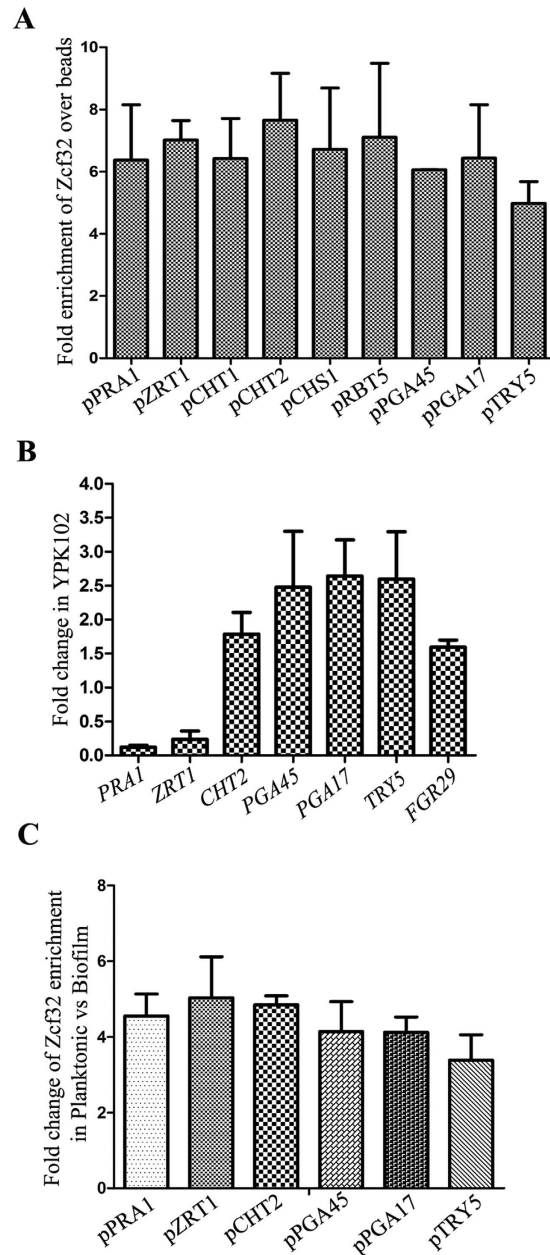 A
Fold enrichment of Zcf32 over beads
10
8
6
4
2
0
pPRA1
pZRT1
pCHT1
pCHT2
pCHS1
pRBT5
pPGA45
pPGA17
pTRY5
B
Fold change in YPK102
4.0
3.5
3.0
2.5
2.0
1.5
1.0
0.5
0.0
PRA1
ZRT1
CHT2
PGA45
PGA17
TRY5
FGR29
C
Fold change of Zcf32 enrichment
in Planktonic vs Biofilm
8
6
4
2
0
pPRA1
pZRT1
pCHT2
pPGA45
pPGA17
pTRY5